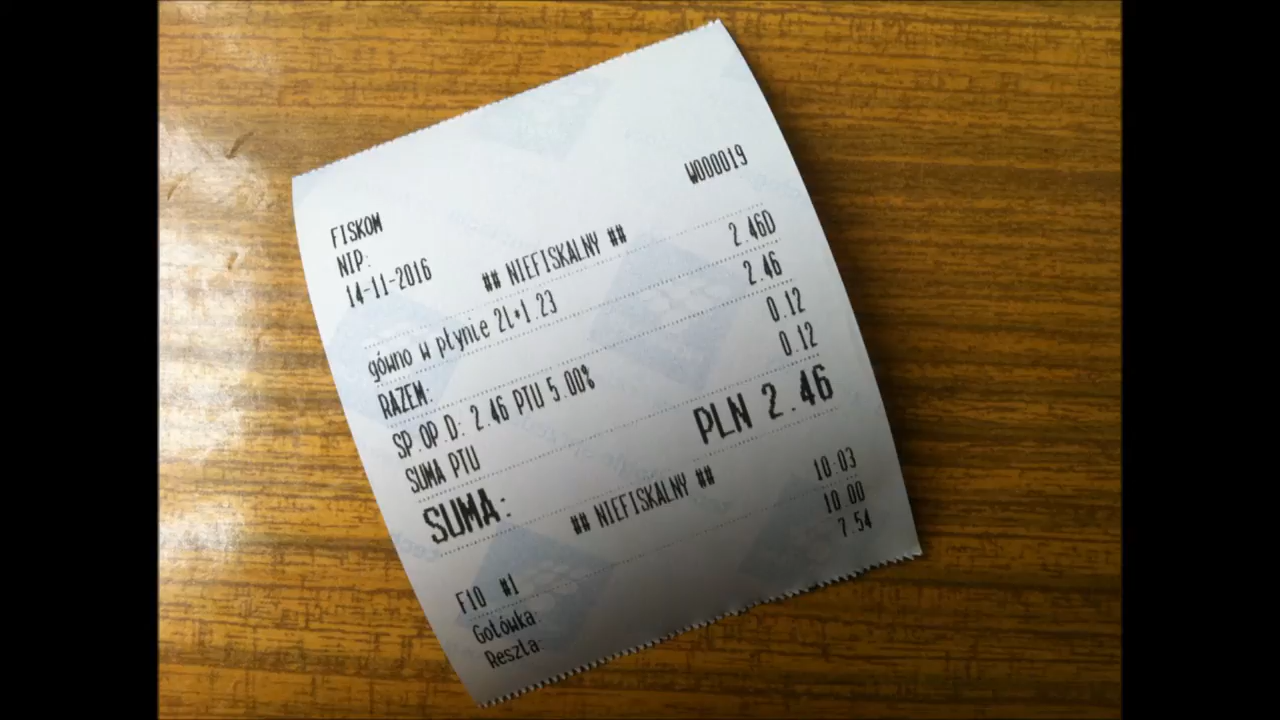 W000019
FISKOM
NIP:
14-11-2016
## NIEFISKALNY ##
gówno w płynie 2L*1.23 2.46D
RAZEM: 2.46
SP.OP.D: 2.46 PTU 5.00% 0.12
SUMA PTU 0.12
SUMA: PLN 2.46
## NIEFISKALNY ##
F10 #1 10:03
Gotówka: 10.00
Reszta: 7.54